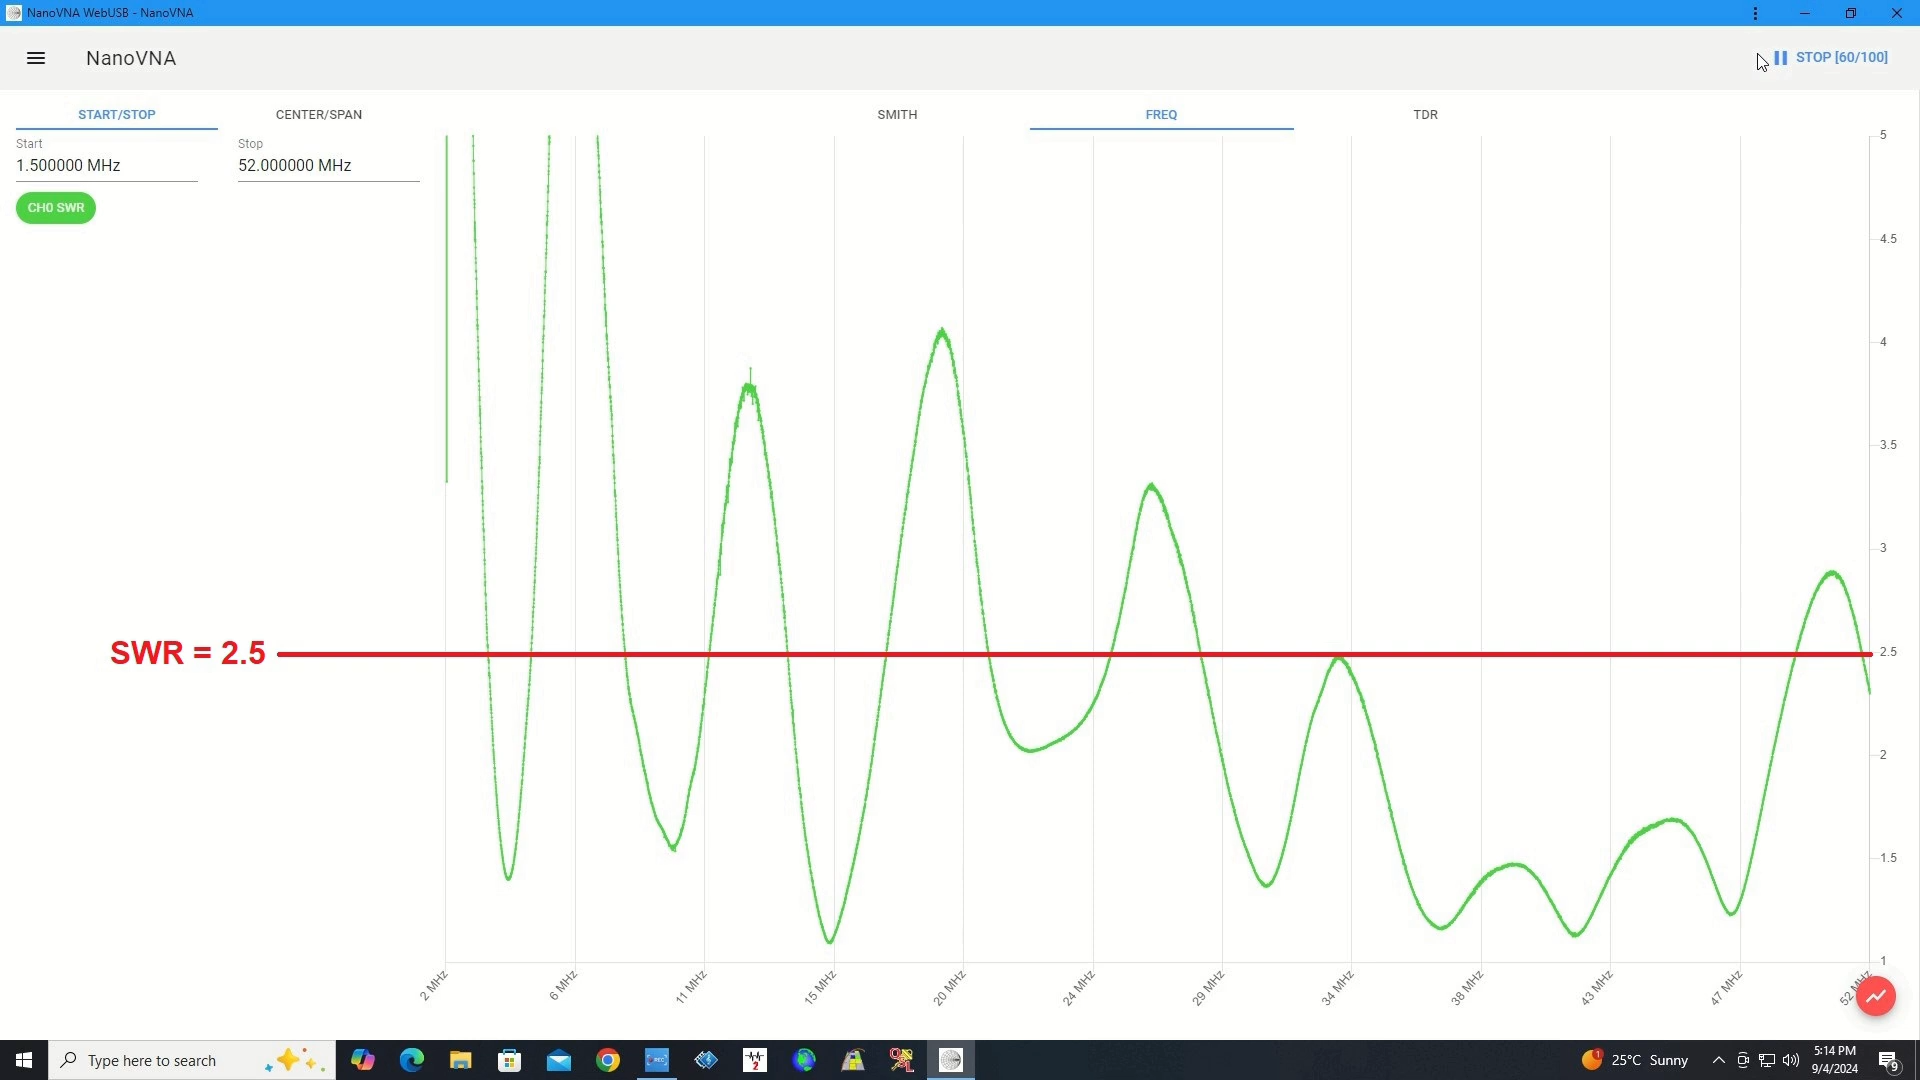 NanoVNA WebUSB - NanoVNA
NanoVNA
STOP [60/100]
START/STOP
CENTER/SPAN
SMITH
FREQ
TDR
Start
1.500000 MHz
Stop
52.000000 MHz
CH0 SWR
5
4.5
4
3.5
3
SWR = 2.5
2.5
2
1.5
1
2 MHz
6 MHz
11 MHz
15 MHz
20 MHz
24 MHz
29 MHz
34 MHz
38 MHz
43 MHz
47 MHz
52 MHz
Type here to search
REC
2
1
25°C Sunny
5:14 PM
9/4/2024
9